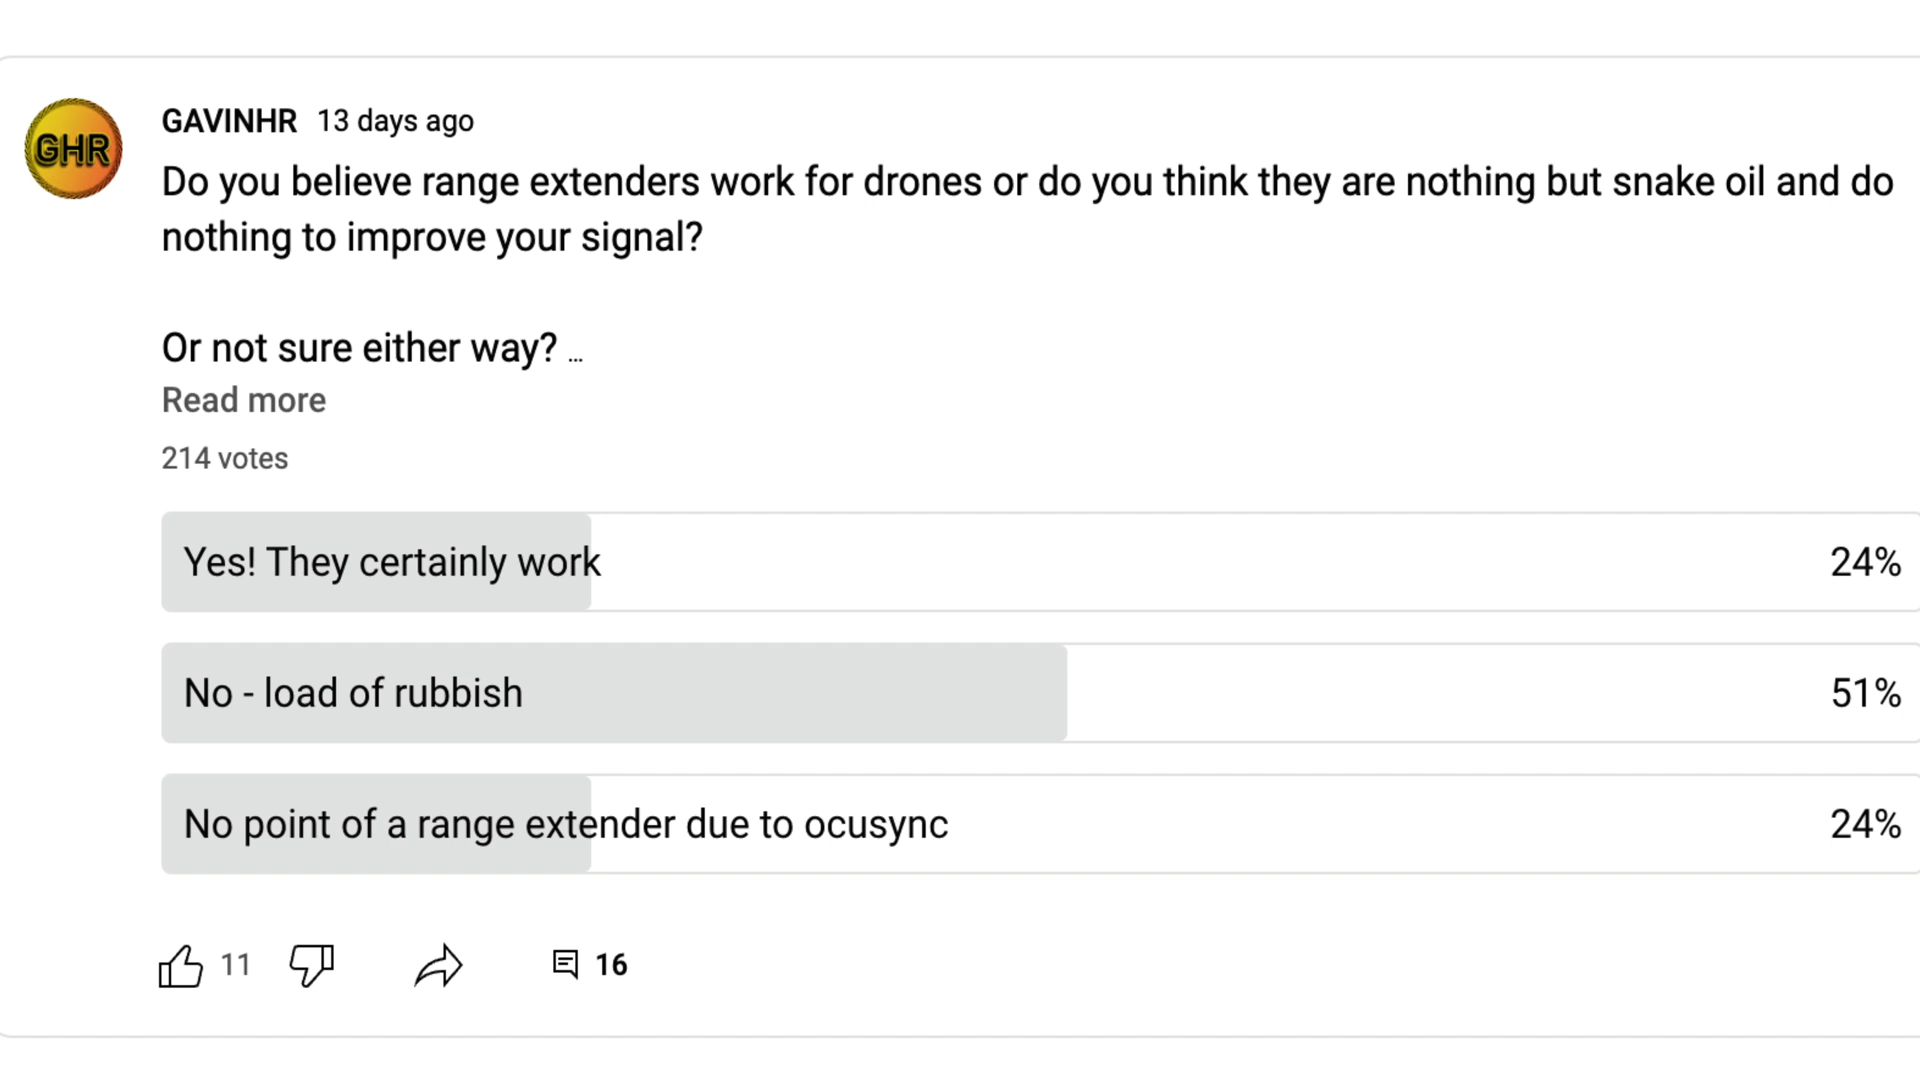 GHR
GAVINHR 13 days ago
Do you believe range extenders work for drones or do you think they are nothing but snake oil and do
nothing to improve your signal?
Or not sure either way? ...
Read more
214 votes
Yes! They certainly work 24%
No - load of rubbish 51%
No point of a range extender due to ocusync 24%
11 16